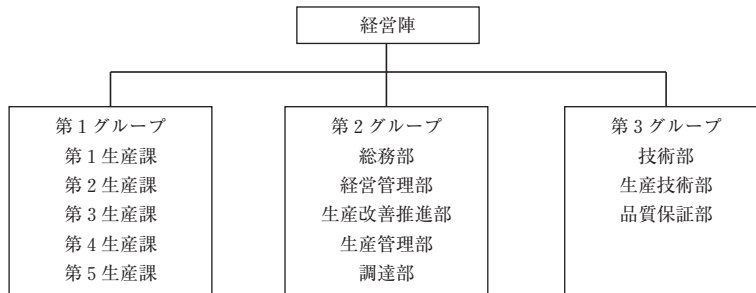 経営陣
第1グループ
第1生産課
第2生産課
第3生産課
第4生産課
第5生産課
第2グループ
総務部
経営管理部
生産改善推進部
生産管理部
調達部
第3グループ
技術部
生産技術部
品質保証部